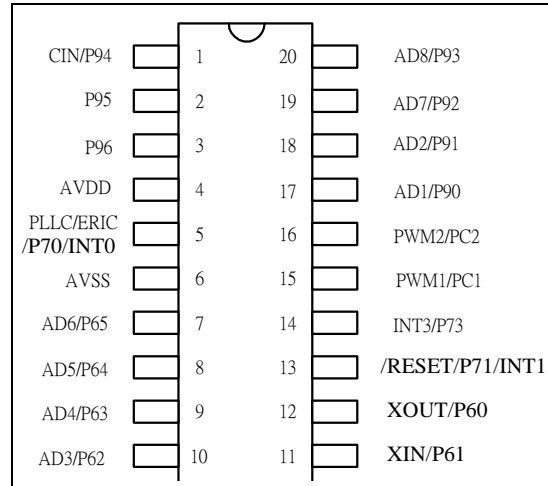 CIN/P94 1 20 AD8/P93
P95 2 19 AD7/P92
P96 3 18 AD2/P91
AVDD 4 17 AD1/P90
PLLC/ERIC
/P70/INT0 5 16 PWM2/PC2
AVSS 6 15 PWM1/PC1
AD6/P65 7 14 INT3/P73
AD5/P64 8 13 /RESET/P71/INT1
AD4/P63 9 12 XOUT/P60
AD3/P62 10 11 XIN/P61